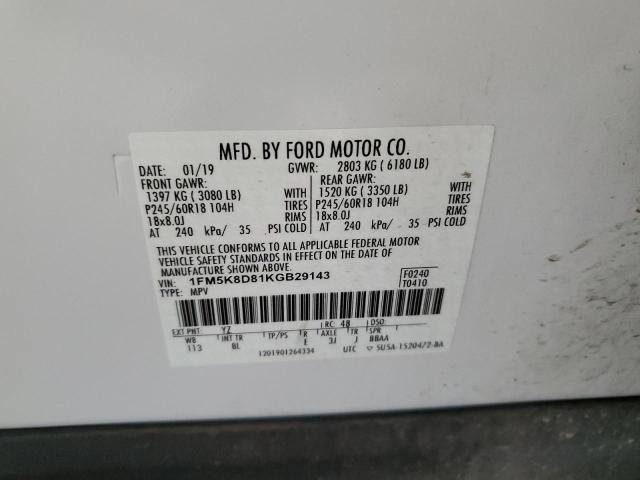 MFD. BY FORD MOTOR CO.
DATE: 01/19 GVWR: 2803 KG ( 6180 LB)
FRONT GAWR: REAR GAWR:
1397 KG ( 3080 LB) WITH 1520 KG ( 3350 LB) WITH
P245/60R18 104H TIRES P245/60R18 104H TIRES
18x8.0J RIMS 18x8.0J RIMS
AT 240 kPa/ 35 PSI COLD AT 240 kPa/ 35 PSI COLD
THIS VEHICLE CONFORMS TO ALL APPLICABLE FEDERAL MOTOR
VEHICLE SAFETY STANDARDS IN EFFECT ON THE DATE OF
MANUFACTURE SHOWN ABOVE.
VIN: 1FM5K8D81KGB29143 F0240
TYPE: MPV T0410
EXT PNT: YZ RC: 48 DSO:
WB INT TR TP/PS R AXLE TR SPR
113 BL E 3J J BBAA
1201901264334 UTC ▽ 5U5A-1520472-BA